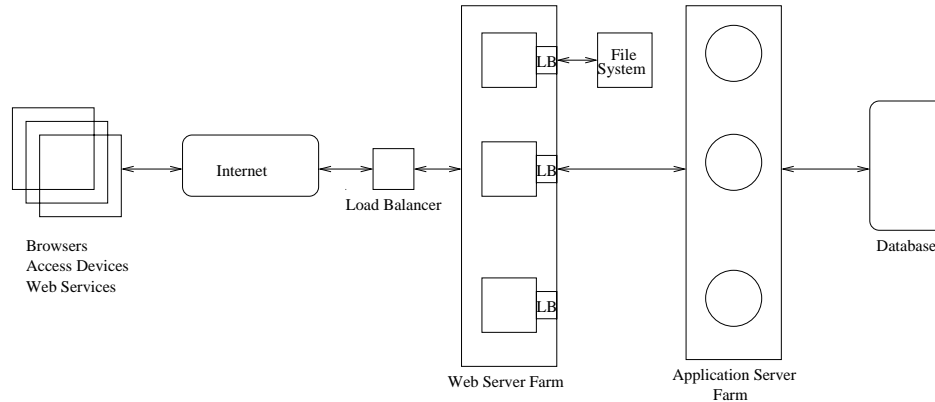 LB
File
System
LB
Internet
Load Balancer
Browsers
Access Devices
Web Services
Database
LB
Web Server Farm
Application Server
Farm